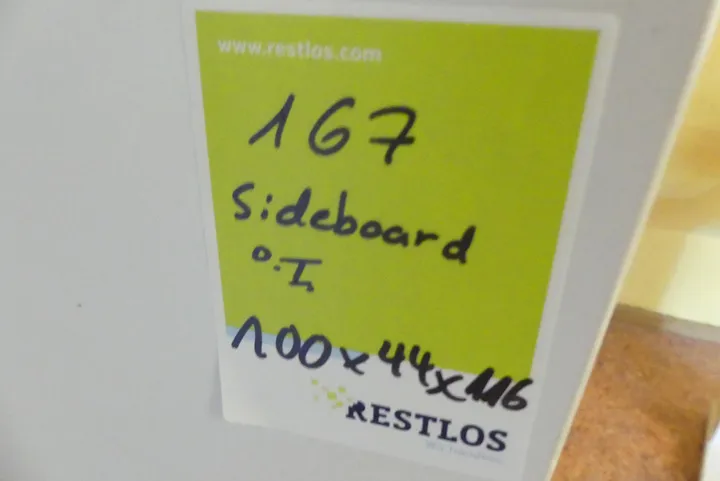 www.restlos.com
167
Sideboard
o.I.
100x44x116
RESTLOS